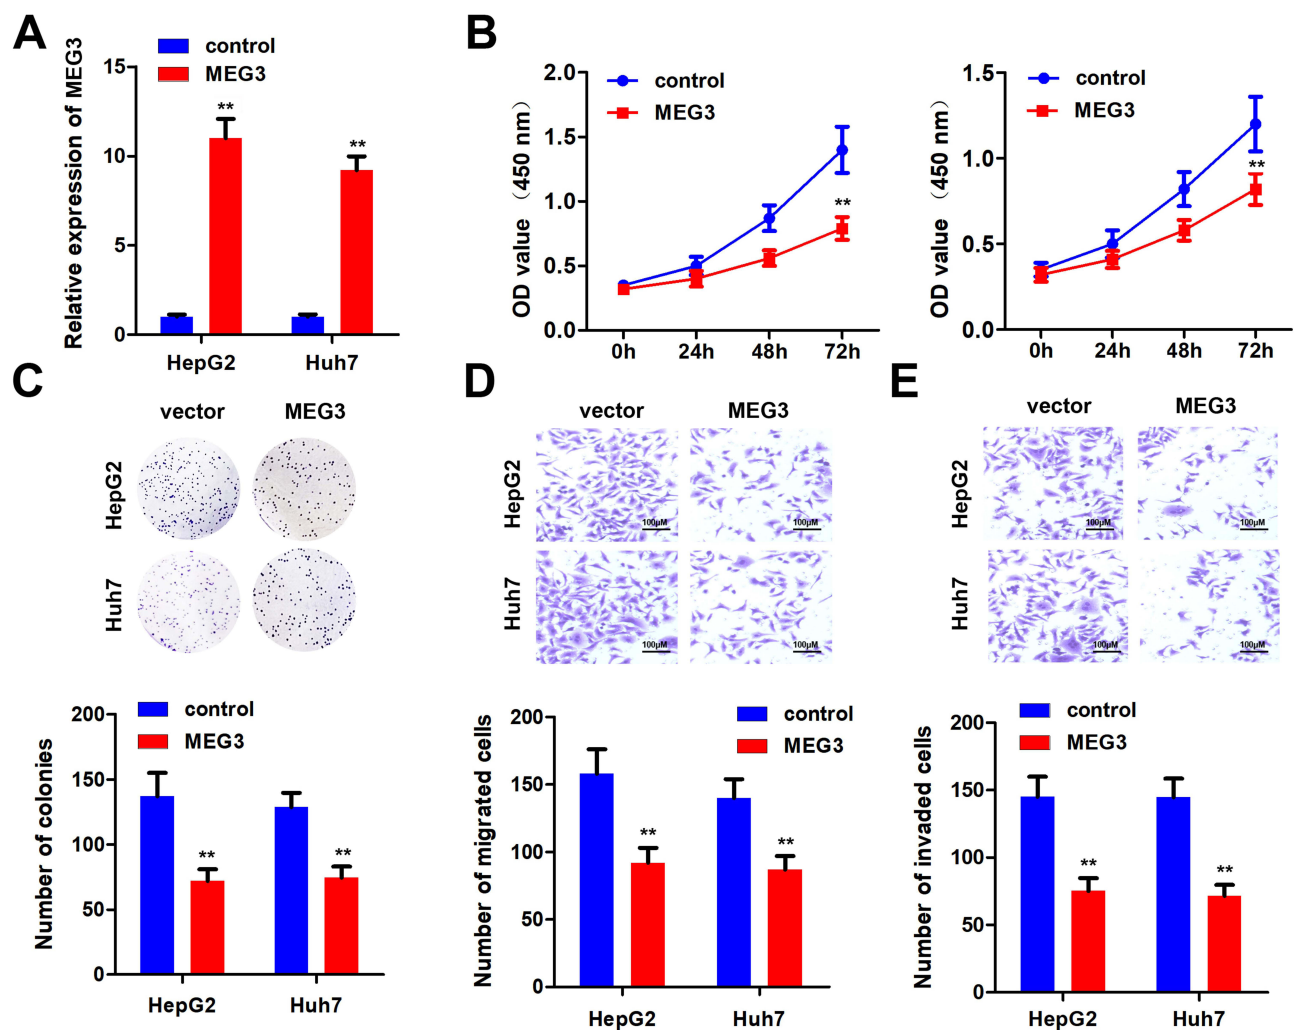 A
control
MEG3
Relative expression of MEG3
15
10
5
0
**
**
HepG2
Huh7
B
control
MEG3
OD value （450 nm）
2.0
1.5
1.0
0.5
0.0
**
0h
24h
48h
72h
control
MEG3
OD value （450 nm）
1.5
1.0
0.5
0.0
**
0h
24h
48h
72h
C
vector
MEG3
HepG2
Huh7
control
MEG3
Number of colonies
200
150
100
50
0
**
**
HepG2
Huh7
D
vector
MEG3
HepG2
100μM
100μM
Huh7
100μM
100μM
control
MEG3
Number of migrated cells
200
150
100
50
0
**
**
HepG2
Huh7
E
vector
MEG3
HepG2
100μM
100μM
Huh7
100μM
100μM
control
MEG3
Number of invaded cells
200
150
100
50
0
**
**
HepG2
Huh7